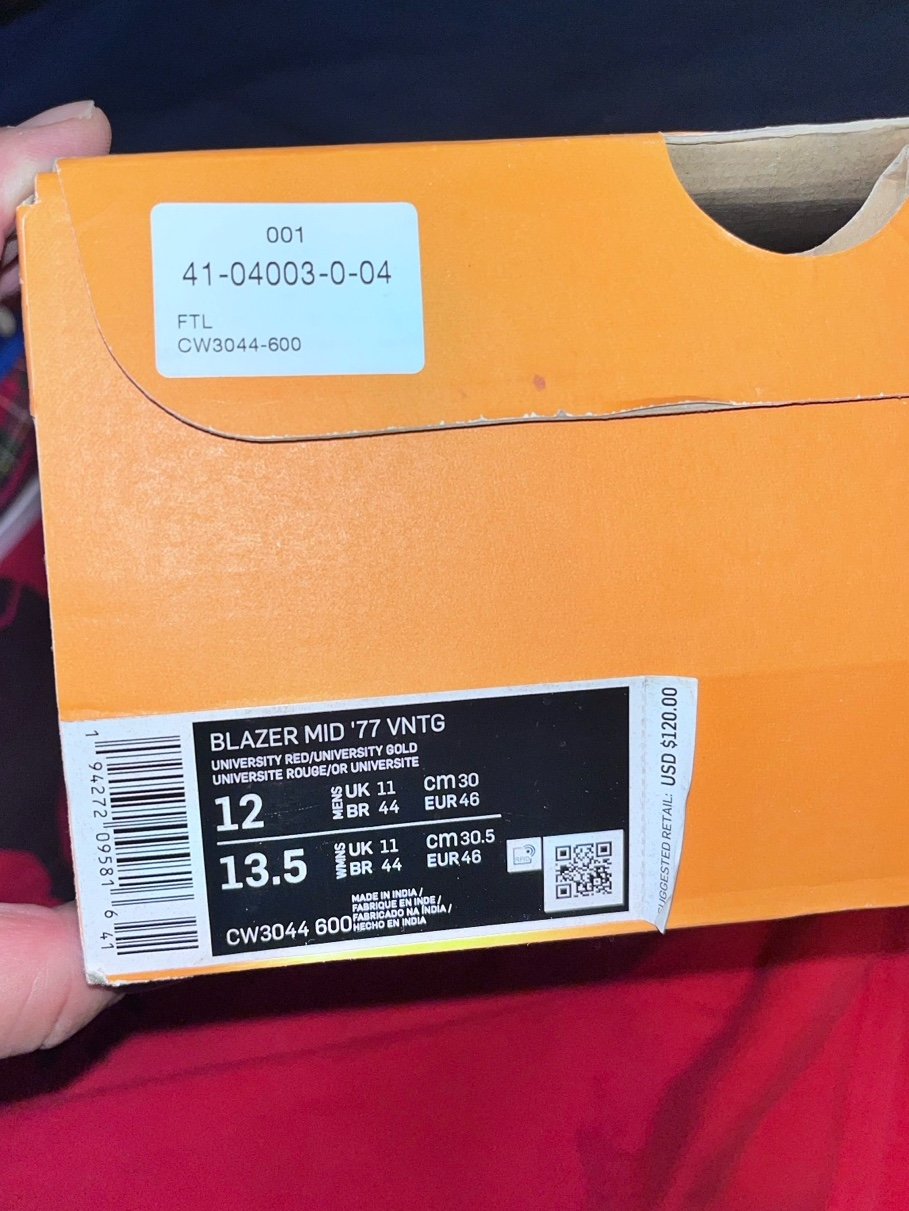 001
41-04003-0-04
FTL
CW3044-600
BLAZER MID '77 VNTG
UNIVERSITY RED/UNIVERSITY GOLD
UNIVERSITE ROUGE/OR UNIVERSITE
12
MENS
UK 11
BR 44
cm 30
EUR 46
13.5
WMNS
UK 11
BR 44
cm 30.5
EUR 46
RFID
CW3044 600
MADE IN INDIA /
FABRIQUE EN INDE /
FABRICADO NA ÍNDIA /
HECHO EN INDIA
1 94272 09581 6 41
SUGGESTED RETAIL: USD $120.00